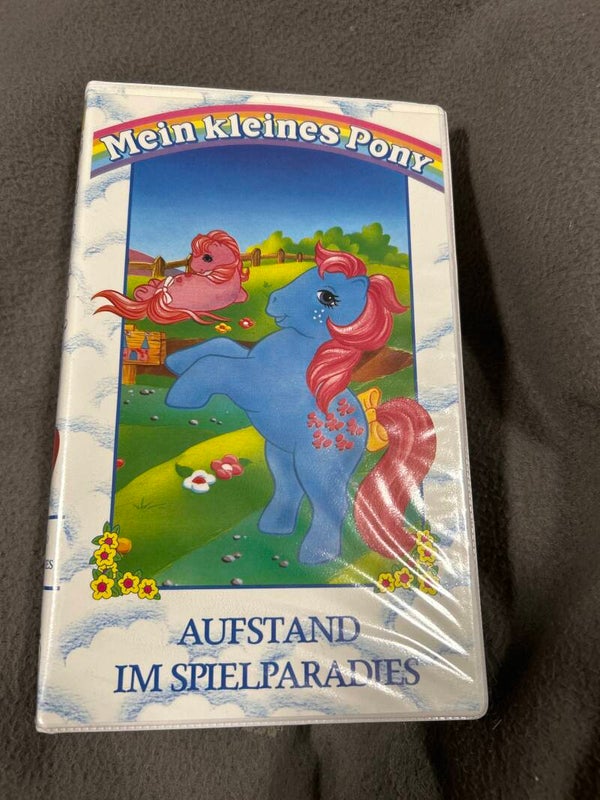 Mein kleines Pony
AUFSTAND
IM SPIELPARADIES